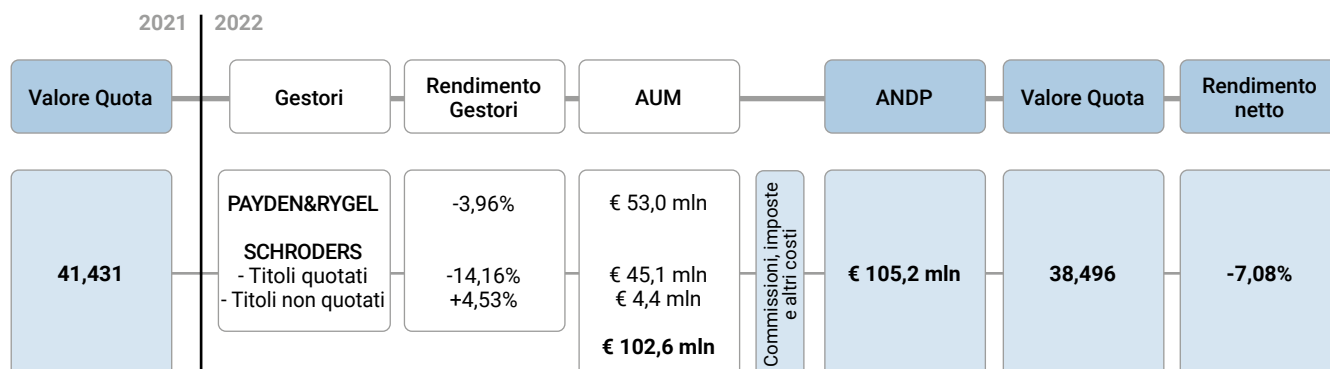 2021
2022
Valore Quota
Gestori
Rendimento
Gestori
AUM
ANDP
Valore Quota
Rendimento
netto
41,431
PAYDEN&RYGEL
SCHRODERS
- Titoli quotati
- Titoli non quotati
-3,96%
-14,16%
+4,53%
€ 53,0 mln
€ 45,1 mln
€ 4,4 mln
€ 102,6 mln
Commissioni, imposte
e altri costi
€ 105,2 mln
38,496
-7,08%